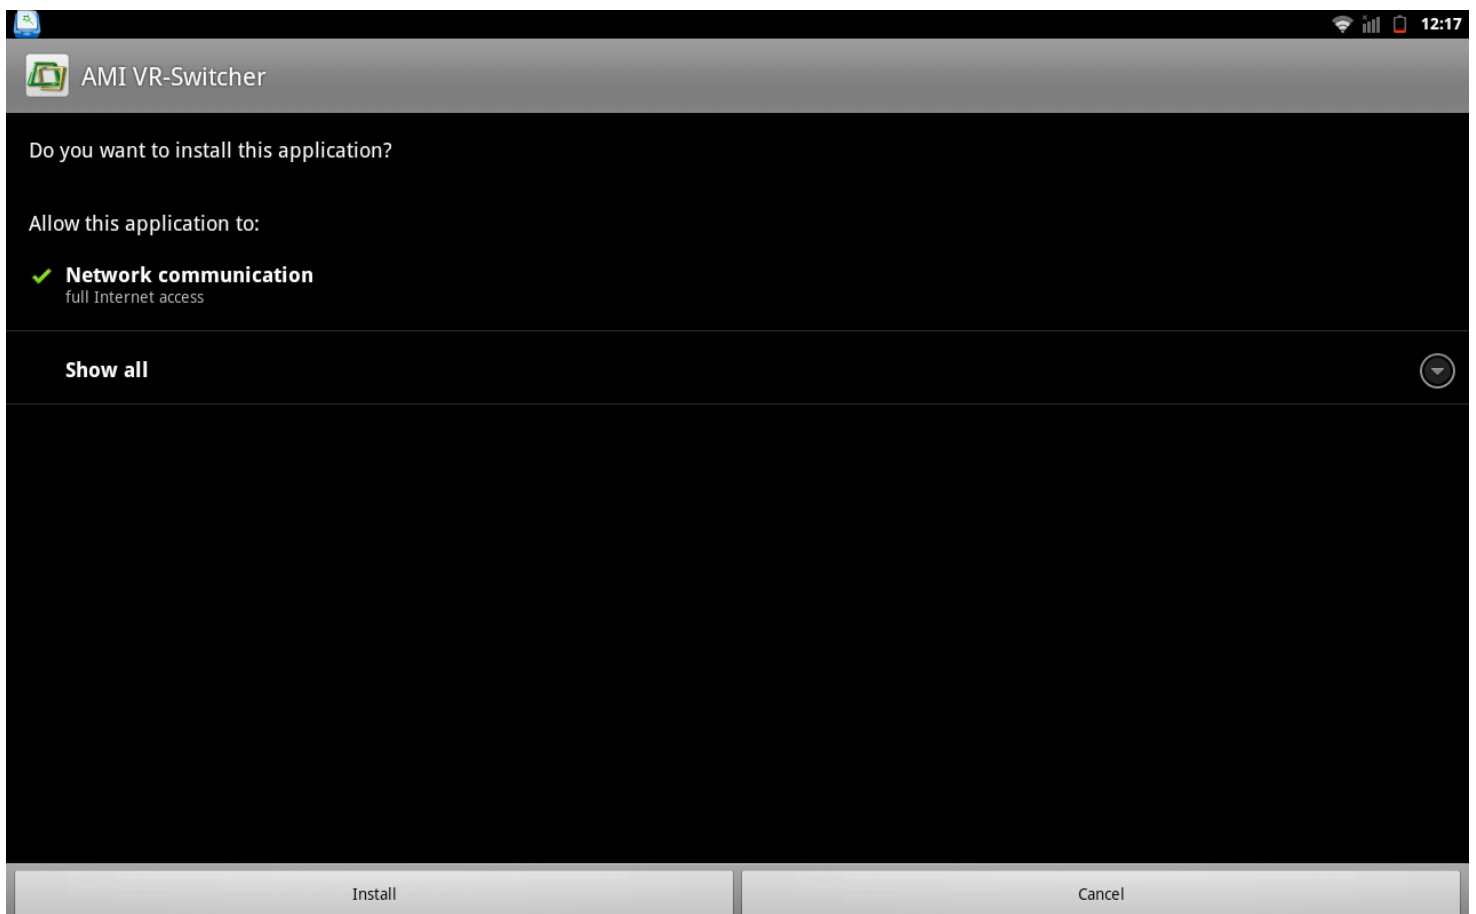 12:17
AMI VR-Switcher
Do you want to install this application?
Allow this application to:
Network communication
full Internet access
Show all
Install
Cancel